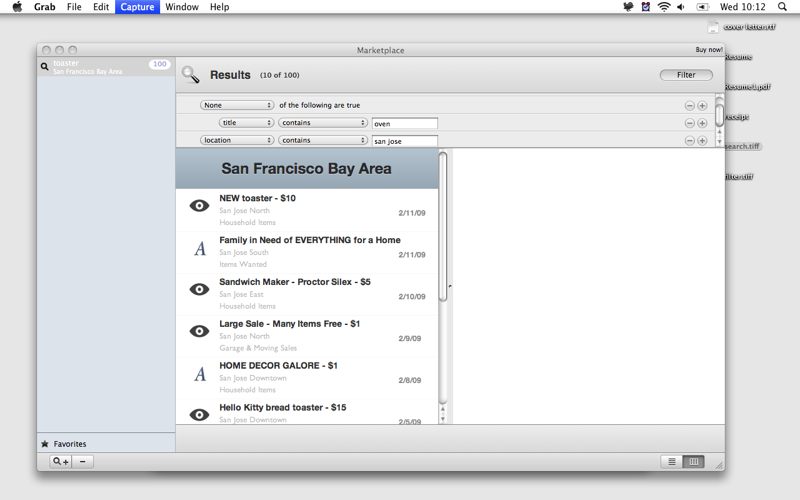 Grab File Edit Capture Window Help Wed 10:12
cover letter.rtf
Marketplace
Buy now!
Resume
toaster 100
San Francisco Bay Area
Results (10 of 100) Filter
Resume1.pdf
None of the following are true
receipt
title contains oven
location contains san jose
search.tiff
San Francisco Bay Area
filter.tiff
NEW toaster - $10
San Jose North 2/11/09
Household Items
Family in Need of EVERYTHING for a Home
San Jose South 2/11/09
Items Wanted
Sandwich Maker - Proctor Silex - $5
San Jose East 2/10/09
Household Items
Large Sale - Many Items Free - $1
San Jose North 2/9/09
Garage & Moving Sales
HOME DECOR GALORE - $1
San Jose Downtown 2/8/09
Household Items
Hello Kitty bread toaster - $15
San Jose Downtown 2/5/09
Favorites